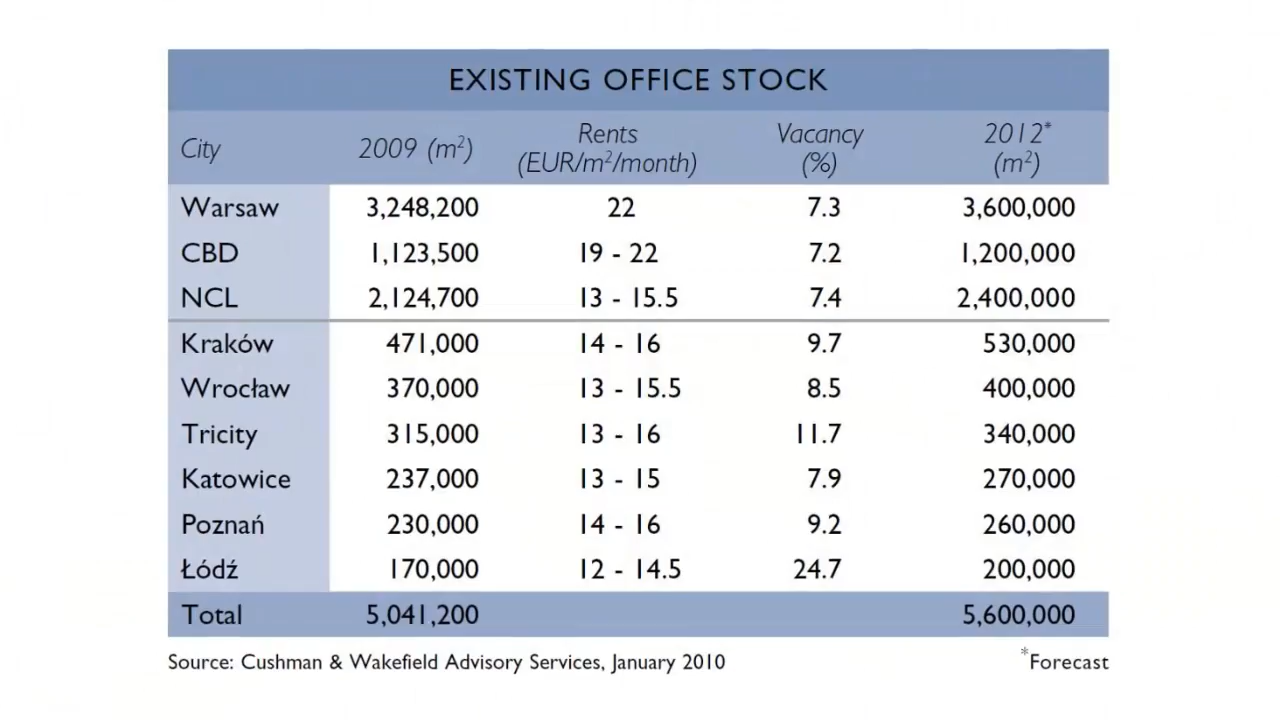 EXISTING OFFICE STOCK
City 2009 (m²) Rents (EUR/m²/month) Vacancy (%) 2012* (m²)
Warsaw 3,248,200 22 7.3 3,600,000
CBD 1,123,500 19 - 22 7.2 1,200,000
NCL 2,124,700 13 - 15.5 7.4 2,400,000
Kraków 471,000 14 - 16 9.7 530,000
Wrocław 370,000 13 - 15.5 8.5 400,000
Tricity 315,000 13 - 16 11.7 340,000
Katowice 237,000 13 - 15 7.9 270,000
Poznań 230,000 14 - 16 9.2 260,000
Łódź 170,000 12 - 14.5 24.7 200,000
Total 5,041,200 5,600,000
Source: Cushman & Wakefield Advisory Services, January 2010 *Forecast